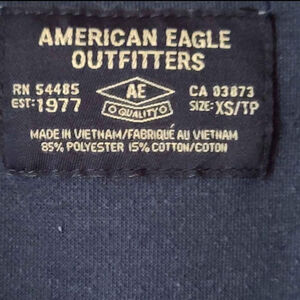 AMERICAN EAGLE
OUTFITTERS
RN 54485
EST: 1977
AE
QUALITY
CA 03873
SIZE: XS/TP
MADE IN VIETNAM/FABRIQUÉ AU VIETNAM
85% POLYESTER 15% COTTON/COTON